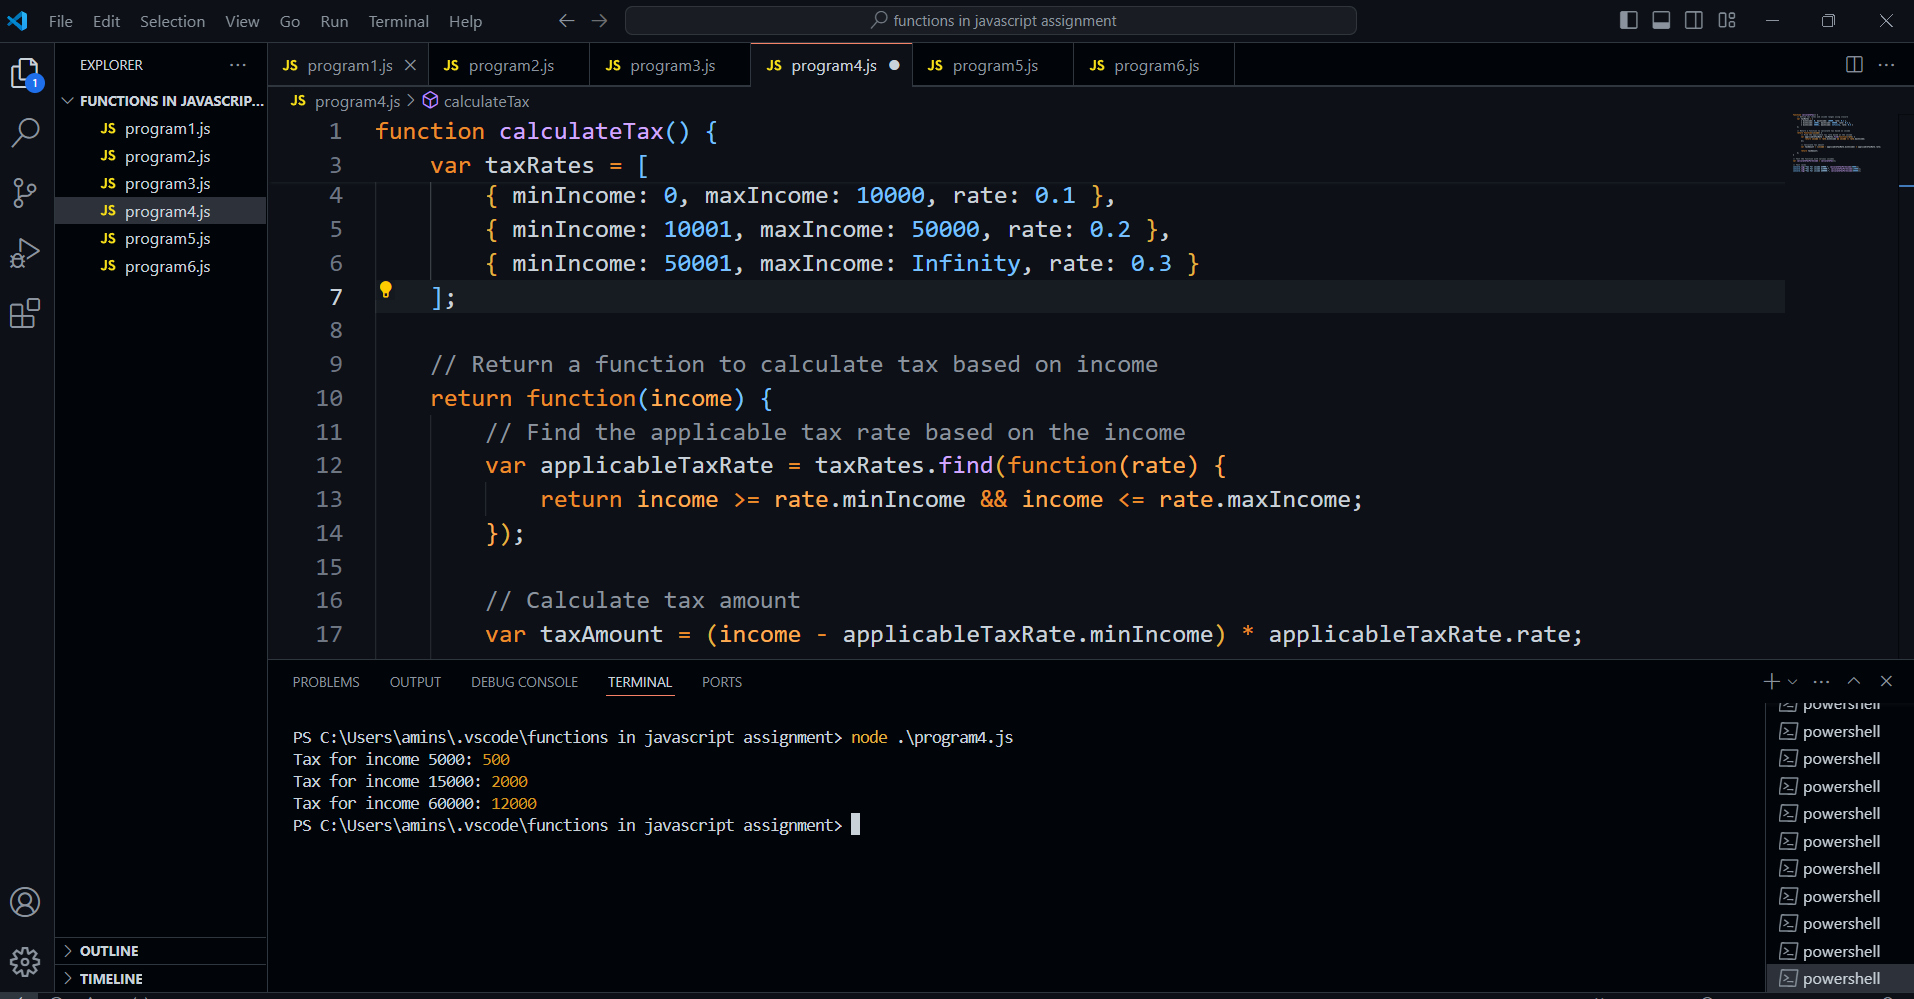 File Edit Selection View Go Run Terminal Help
functions in javascript assignment
EXPLORER
1
FUNCTIONS IN JAVASCRIP...
JS program1.js
JS program2.js
JS program3.js
JS program4.js
JS program5.js
JS program6.js
OUTLINE
TIMELINE
JS program1.js JS program2.js JS program3.js JS program4.js JS program5.js JS program6.js
JS program4.js > calculateTax
1 function calculateTax() {
3 var taxRates = [
4 { minIncome: 0, maxIncome: 10000, rate: 0.1 },
5 { minIncome: 10001, maxIncome: 50000, rate: 0.2 },
6 { minIncome: 50001, maxIncome: Infinity, rate: 0.3 }
7 ];
8
9 // Return a function to calculate tax based on income
10 return function(income) {
11 // Find the applicable tax rate based on the income
12 var applicableTaxRate = taxRates.find(function(rate) {
13 return income >= rate.minIncome && income <= rate.maxIncome;
14 });
15
16 // Calculate tax amount
17 var taxAmount = (income - applicableTaxRate.minIncome) * applicableTaxRate.rate;
PROBLEMS OUTPUT DEBUG CONSOLE TERMINAL PORTS
PS C:\Users\amins\.vscode\functions in javascript assignment> node .\program4.js
Tax for income 5000: 500
Tax for income 15000: 2000
Tax for income 60000: 12000
PS C:\Users\amins\.vscode\functions in javascript assignment>
powershell
powershell
powershell
powershell
powershell
powershell
powershell
powershell
powershell
powershell
powershell